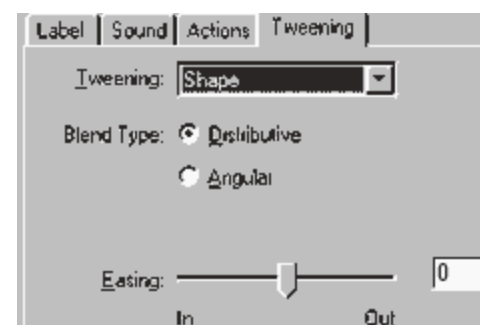 Label Sound Actions Tweening
Tweening: Shape
Blend Type: Distributive
Angular
Easing: 0
In Out